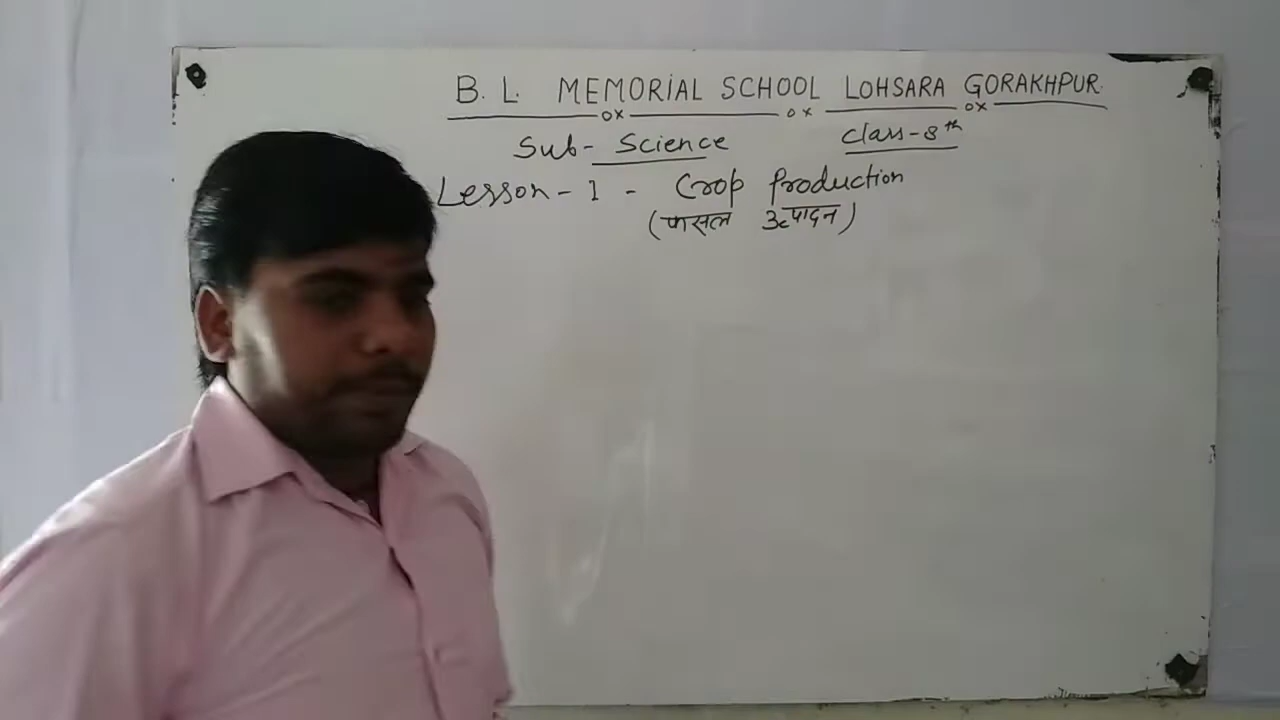 B. L. MEMORIAL SCHOOL LOHSARA GORAKHPUR
ox ox ox
Sub- Science Class-8th
Lesson - 1 - Crop Production
(फसल उत्पादन)